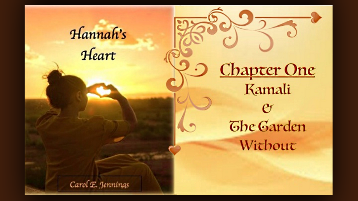 Hannah's
Heart
Carol E. Jennings
Chapter One
Kamali
&
The Garden
Without